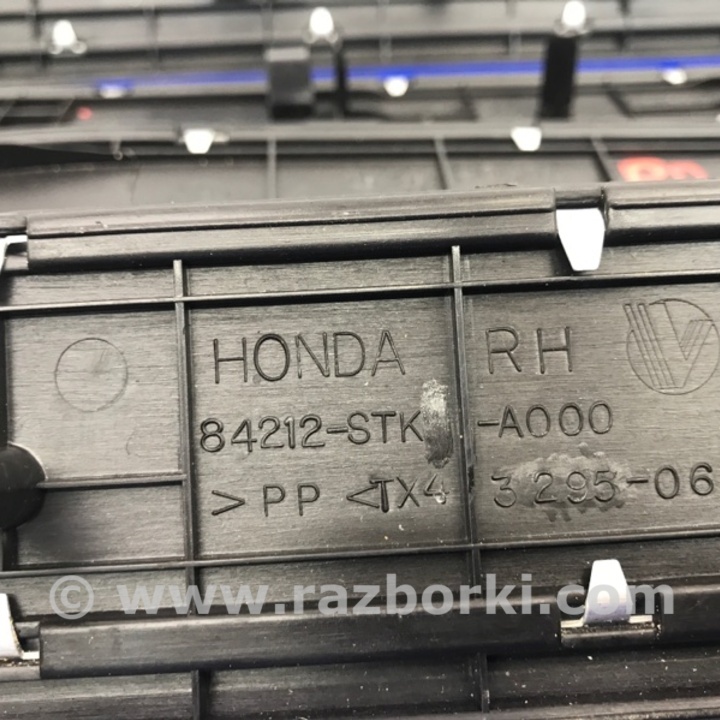 HONDA RH
84212-STK -A000
>PP< TX4 3295-06
© www.razborki.com